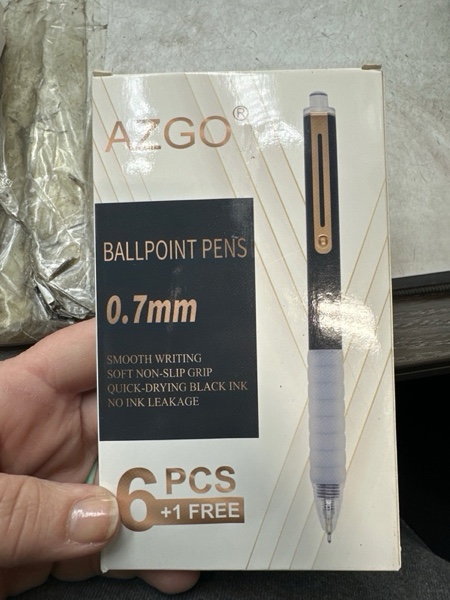 AZGO®
BALLPOINT PENS
0.7mm
SMOOTH WRITING
SOFT NON-SLIP GRIP
QUICK-DRYING BLACK INK
NO INK LEAKAGE
6 PCS
+1 FREE